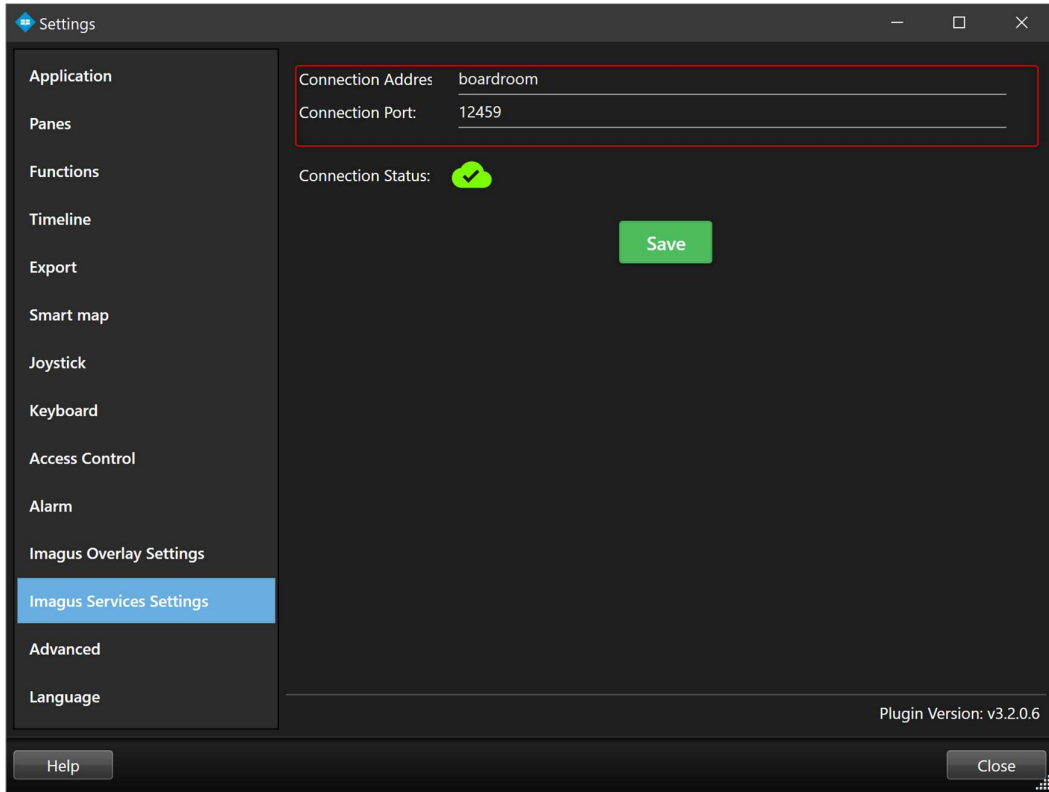 Settings
Application
Panes
Functions
Timeline
Export
Smart map
Joystick
Keyboard
Access Control
Alarm
Imagus Overlay Settings
Imagus Services Settings
Advanced
Language
Connection Addres
boardroom
Connection Port:
12459
Connection Status:
Save
Plugin Version: v3.2.0.6
Help
Close